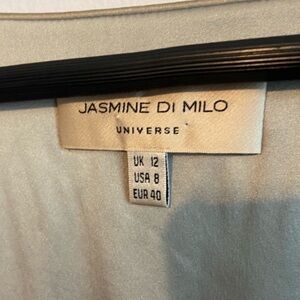 JASMINE DI MILO
UNIVERSE
UK 12
USA 8
EUR 40